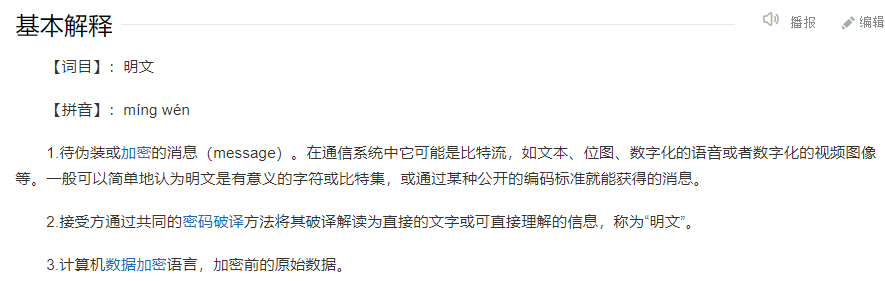 基本解释
播报
编辑
【词目】：明文
【拼音】：míng wén
1.待伪装或加密的消息（message）。在通信系统中它可能是比特流，如文本、位图、数字化的语音或者数字化的视频图像
等。一般可以简单地认为明文是有意义的字符或比特集，或通过某种公开的编码标准就能获得的消息。
2.接受方通过共同的密码破译方法将其破译解读为直接的文字或可直接理解的信息，称为“明文”。
3.计算机数据加密语言，加密前的原始数据。